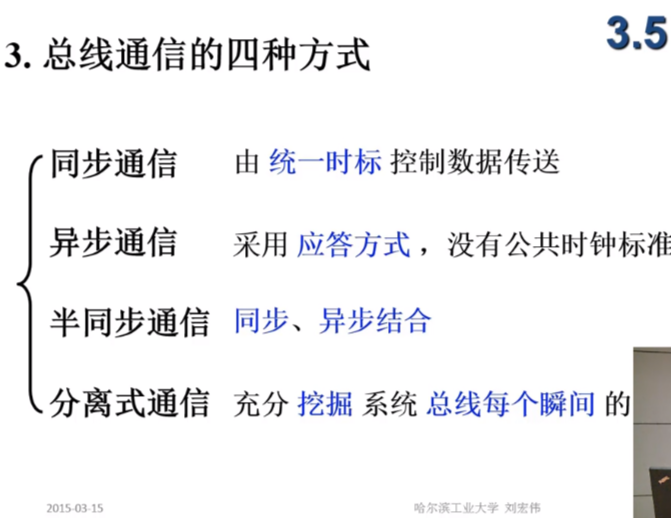 3.5
3. 总线通信的四种方式
同步通信 由 统一时标 控制数据传送
异步通信 采用 应答方式 ，没有公共时钟标准
半同步通信 同步、异步结合
分离式通信 充分 挖掘 系统 总线每个瞬间 的
2015-03-15 哈尔滨工业大学 刘宏伟